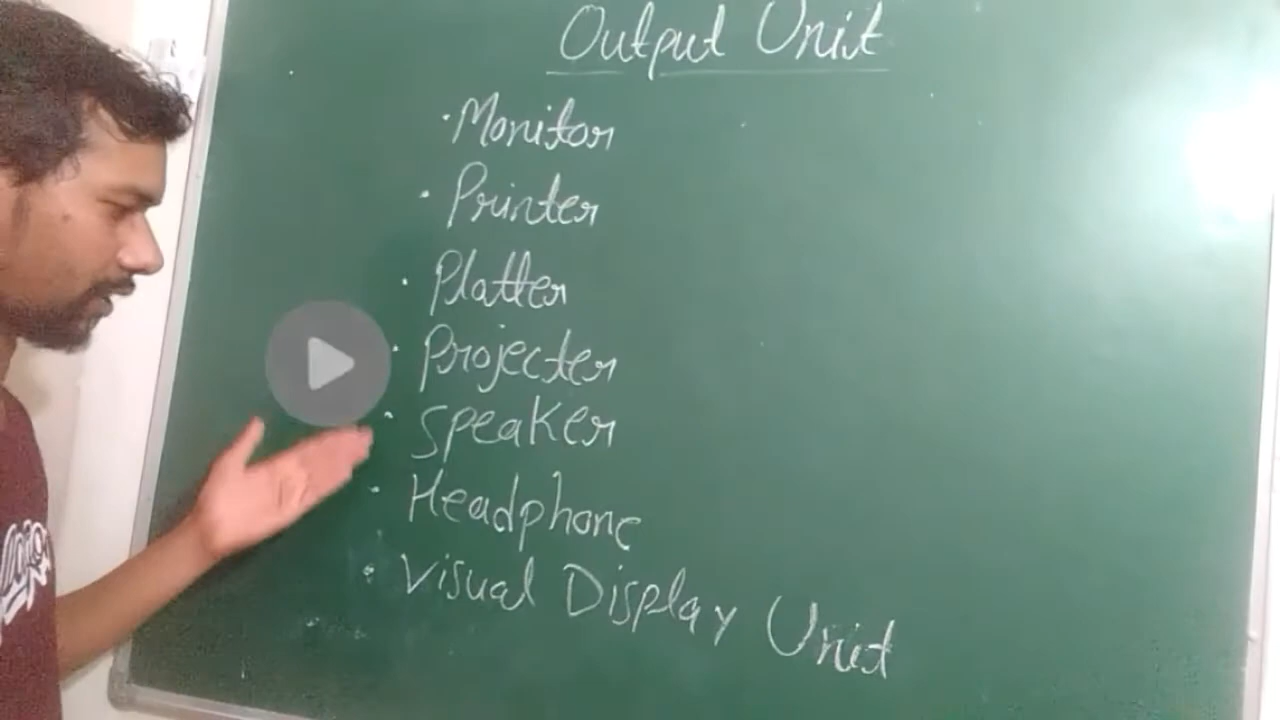 Output Unit
· Monitor
· Printer
· Platter
· Projecter
· Speaker
· Headphone
· Visual Display Unit